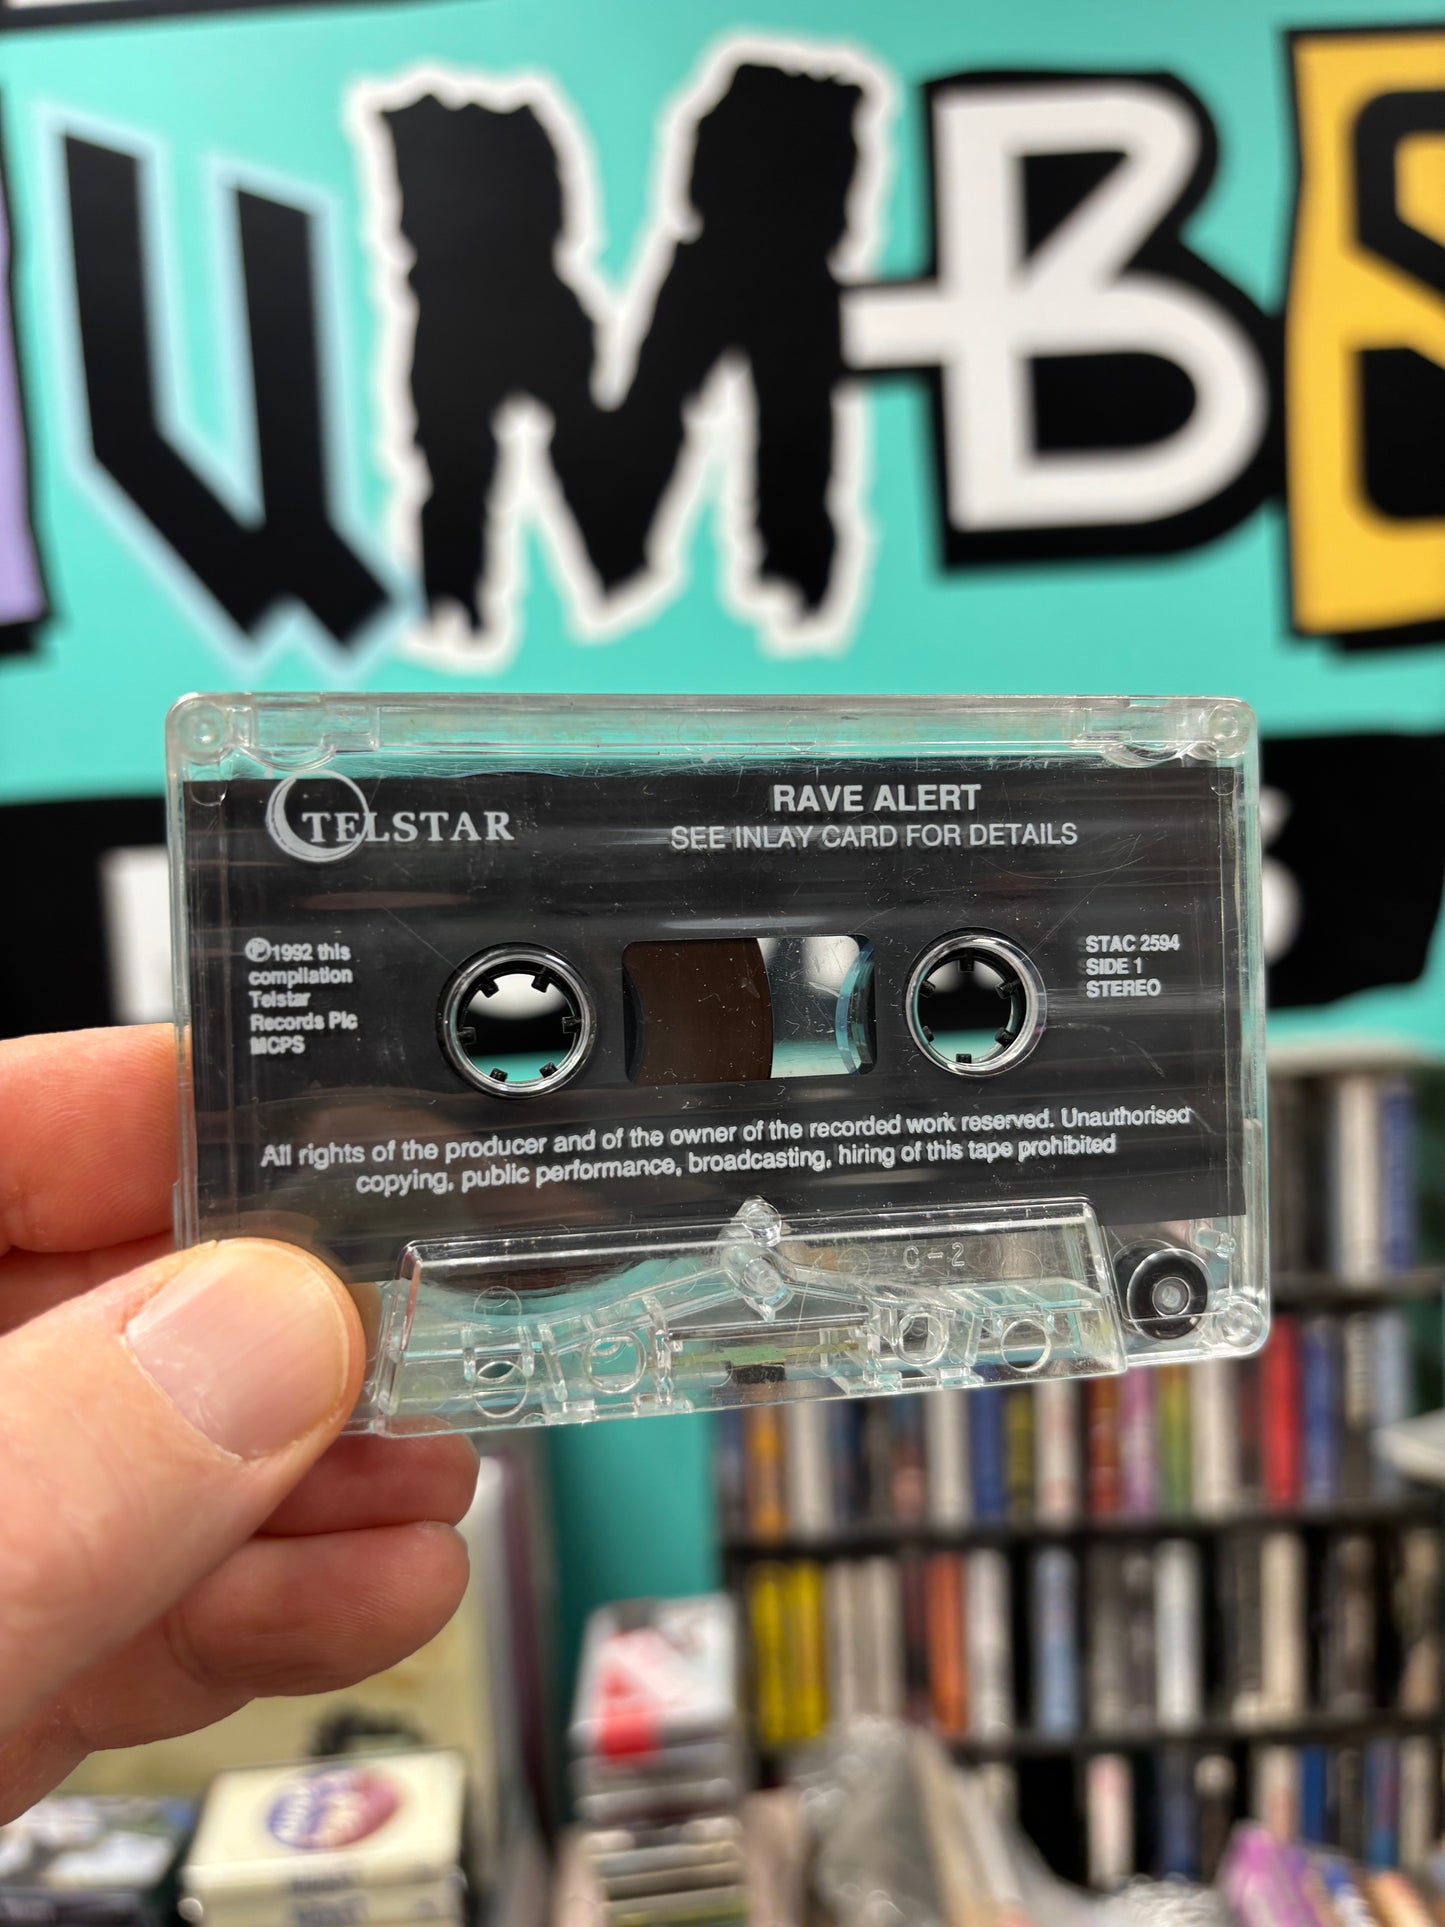 UMBS
TELSTAR
RAVE ALERT
SEE INLAY CARD FOR DETAILS
℗1992 this
compilation
Telstar
Records Plc
MCPS
STAC 2594
SIDE 1
STEREO
All rights of the producer and of the owner of the recorded work reserved. Unauthorised
copying, public performance, broadcasting, hiring of this tape prohibited
C-2